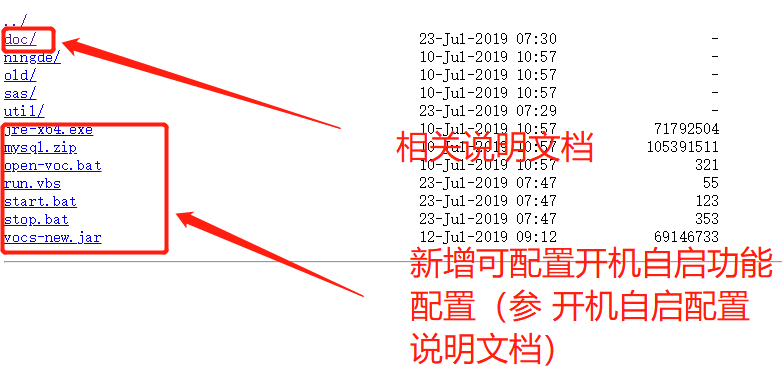 ../
doc/ 23-Jul-2019 07:30 -
ningde/ 10-Jul-2019 10:57 -
old/ 10-Jul-2019 10:57 -
sas/ 10-Jul-2019 10:57 -
util/ 23-Jul-2019 07:29 -
jre-x64.exe 10-Jul-2019 10:57 71792504
mysql.zip 10-Jul-2019 10:57 105391511
open-voc.bat 10-Jul-2019 10:57 321
run.vbs 23-Jul-2019 07:47 55
start.bat 23-Jul-2019 07:47 123
stop.bat 23-Jul-2019 07:47 353
vocs-new.jar 12-Jul-2019 09:12 69146733
相关说明文档
新增可配置开机自启功能
配置（参 开机自启配置
说明文档）